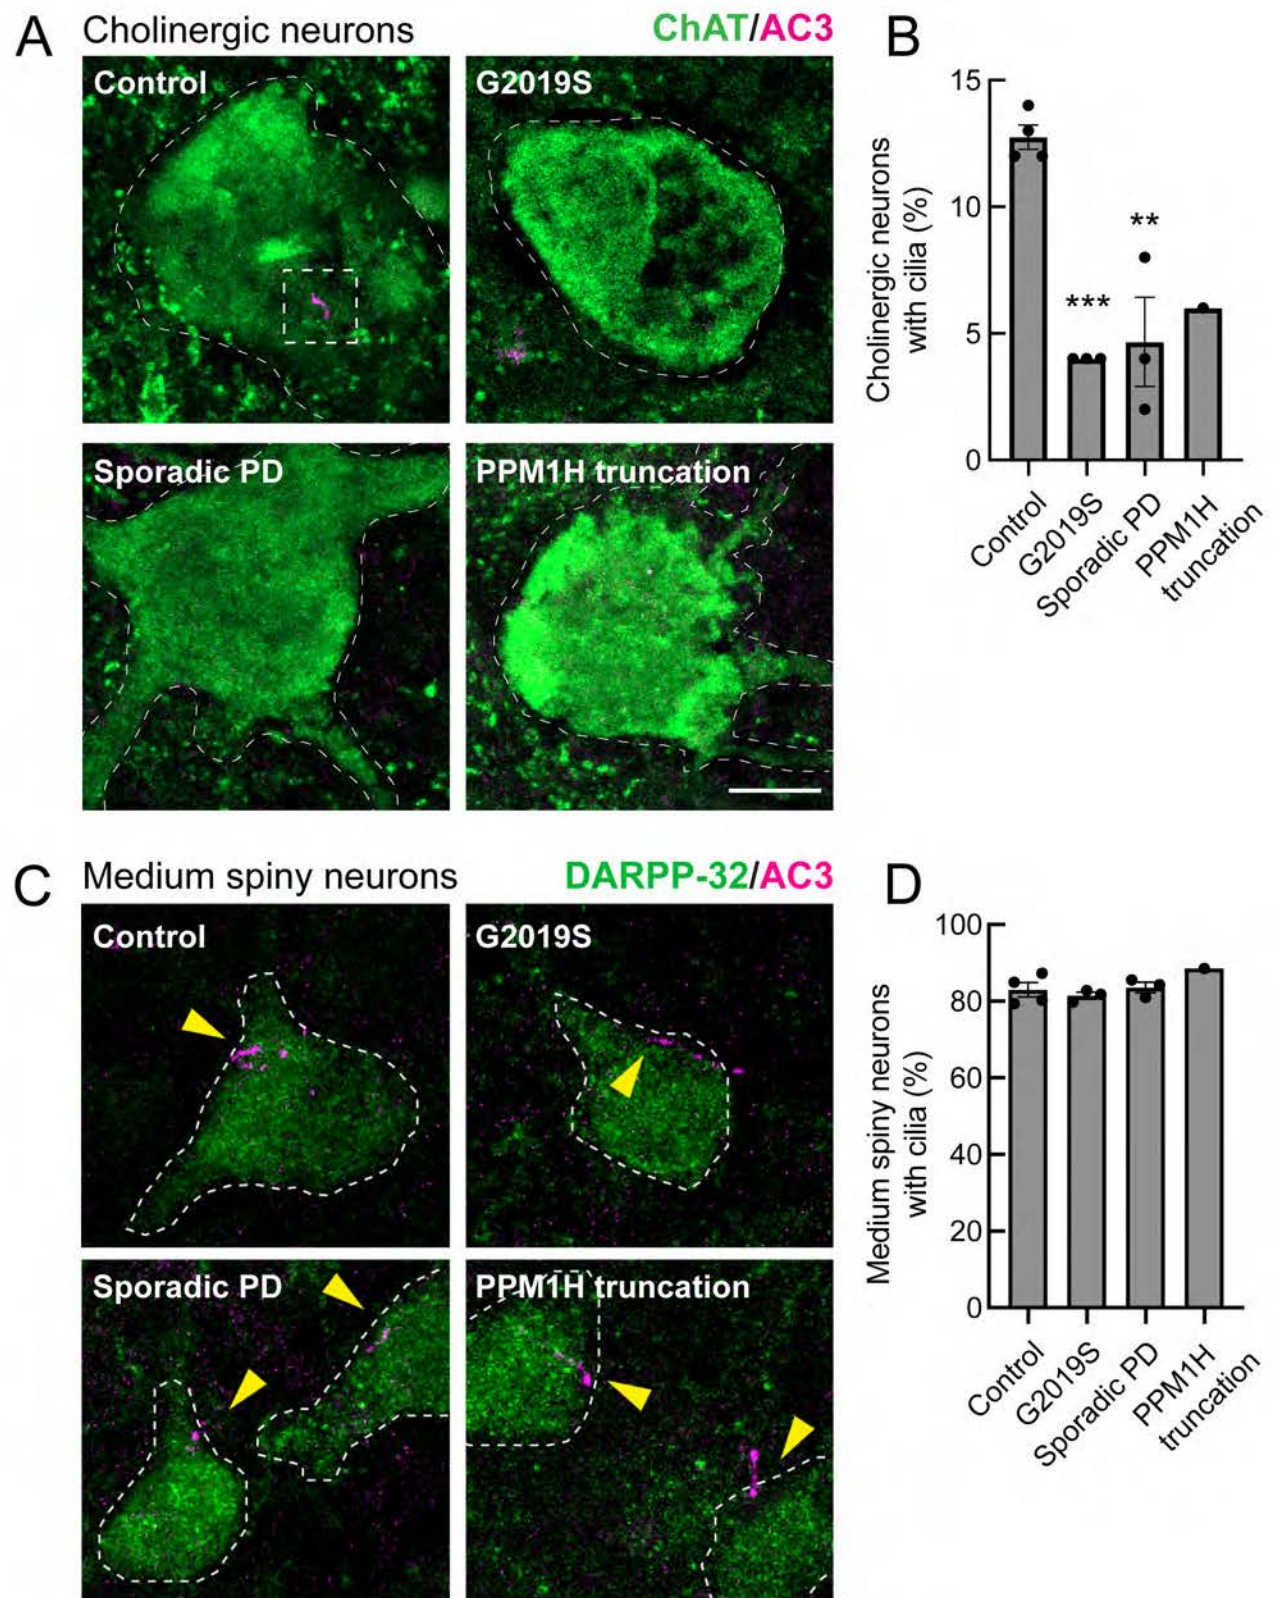 A Cholinergic neurons ChAT/AC3
Control
G2019S
Sporadic PD
PPM1H truncation
B
Cholinergic neurons
with cilia (%)
15
10
5
0
***
**
Control
G2019S
Sporadic PD
PPM1H
truncation
C Medium spiny neurons DARPP-32/AC3
Control
G2019S
Sporadic PD
PPM1H truncation
D
Medium spiny neurons
with cilia (%)
100
80
60
40
20
0
Control
G2019S
Sporadic PD
PPM1H
truncation